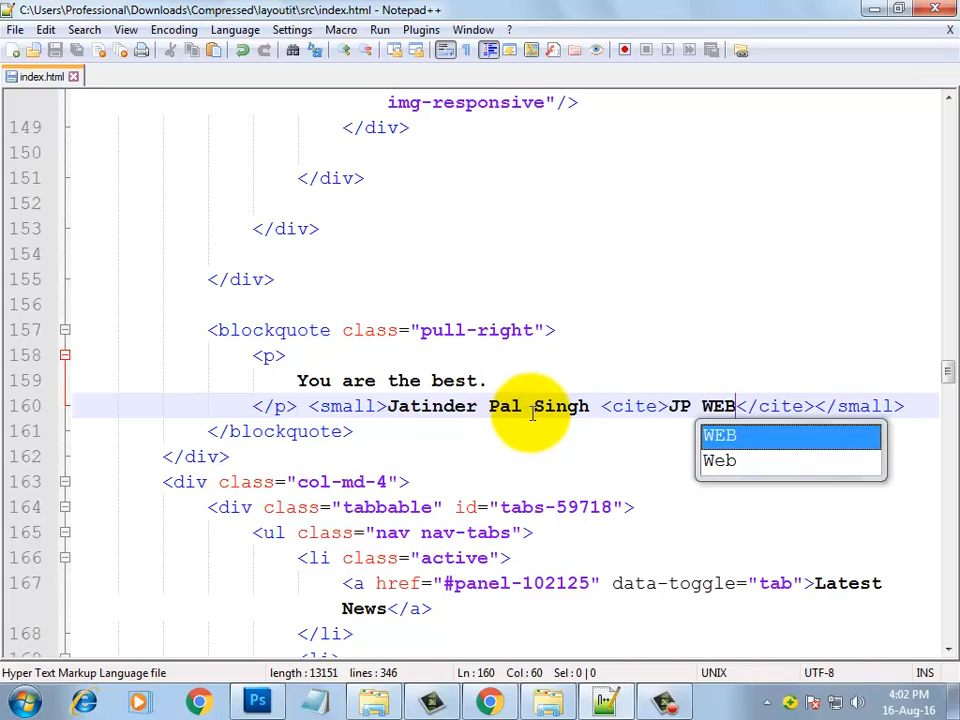 C:\Users\Professional\Downloads\Compressed\layoutit\src\index.html - Notepad++
File Edit Search View Encoding Language Settings Macro Run Plugins Window X
index.html
img-responsive"/>
149 </div>
150
151 </div>
152
153 </div>
154
155 </div>
156
157 <blockquote class="pull-right">
158 <p>
159 You are the best.
160 </p> <small>Jatinder Pal Singh <cite>JP WEB</cite></small>
161 </blockquote>
WEB
162 </div>
Web
163 <div class="col-md-4">
164 <div class="tabbable" id="tabs-59718">
165 <ul class="nav nav-tabs">
166 <li class="active">
167 <a href="#panel-102125" data-toggle="tab">Latest
News</a>
168 </li>
Hyper Text Markup Language file length : 13151 lines : 346 Ln : 160 Col : 60 Sel : 0 | 0 UNIX UTF-8 INS
Ps
4:02 PM
16-Aug-16